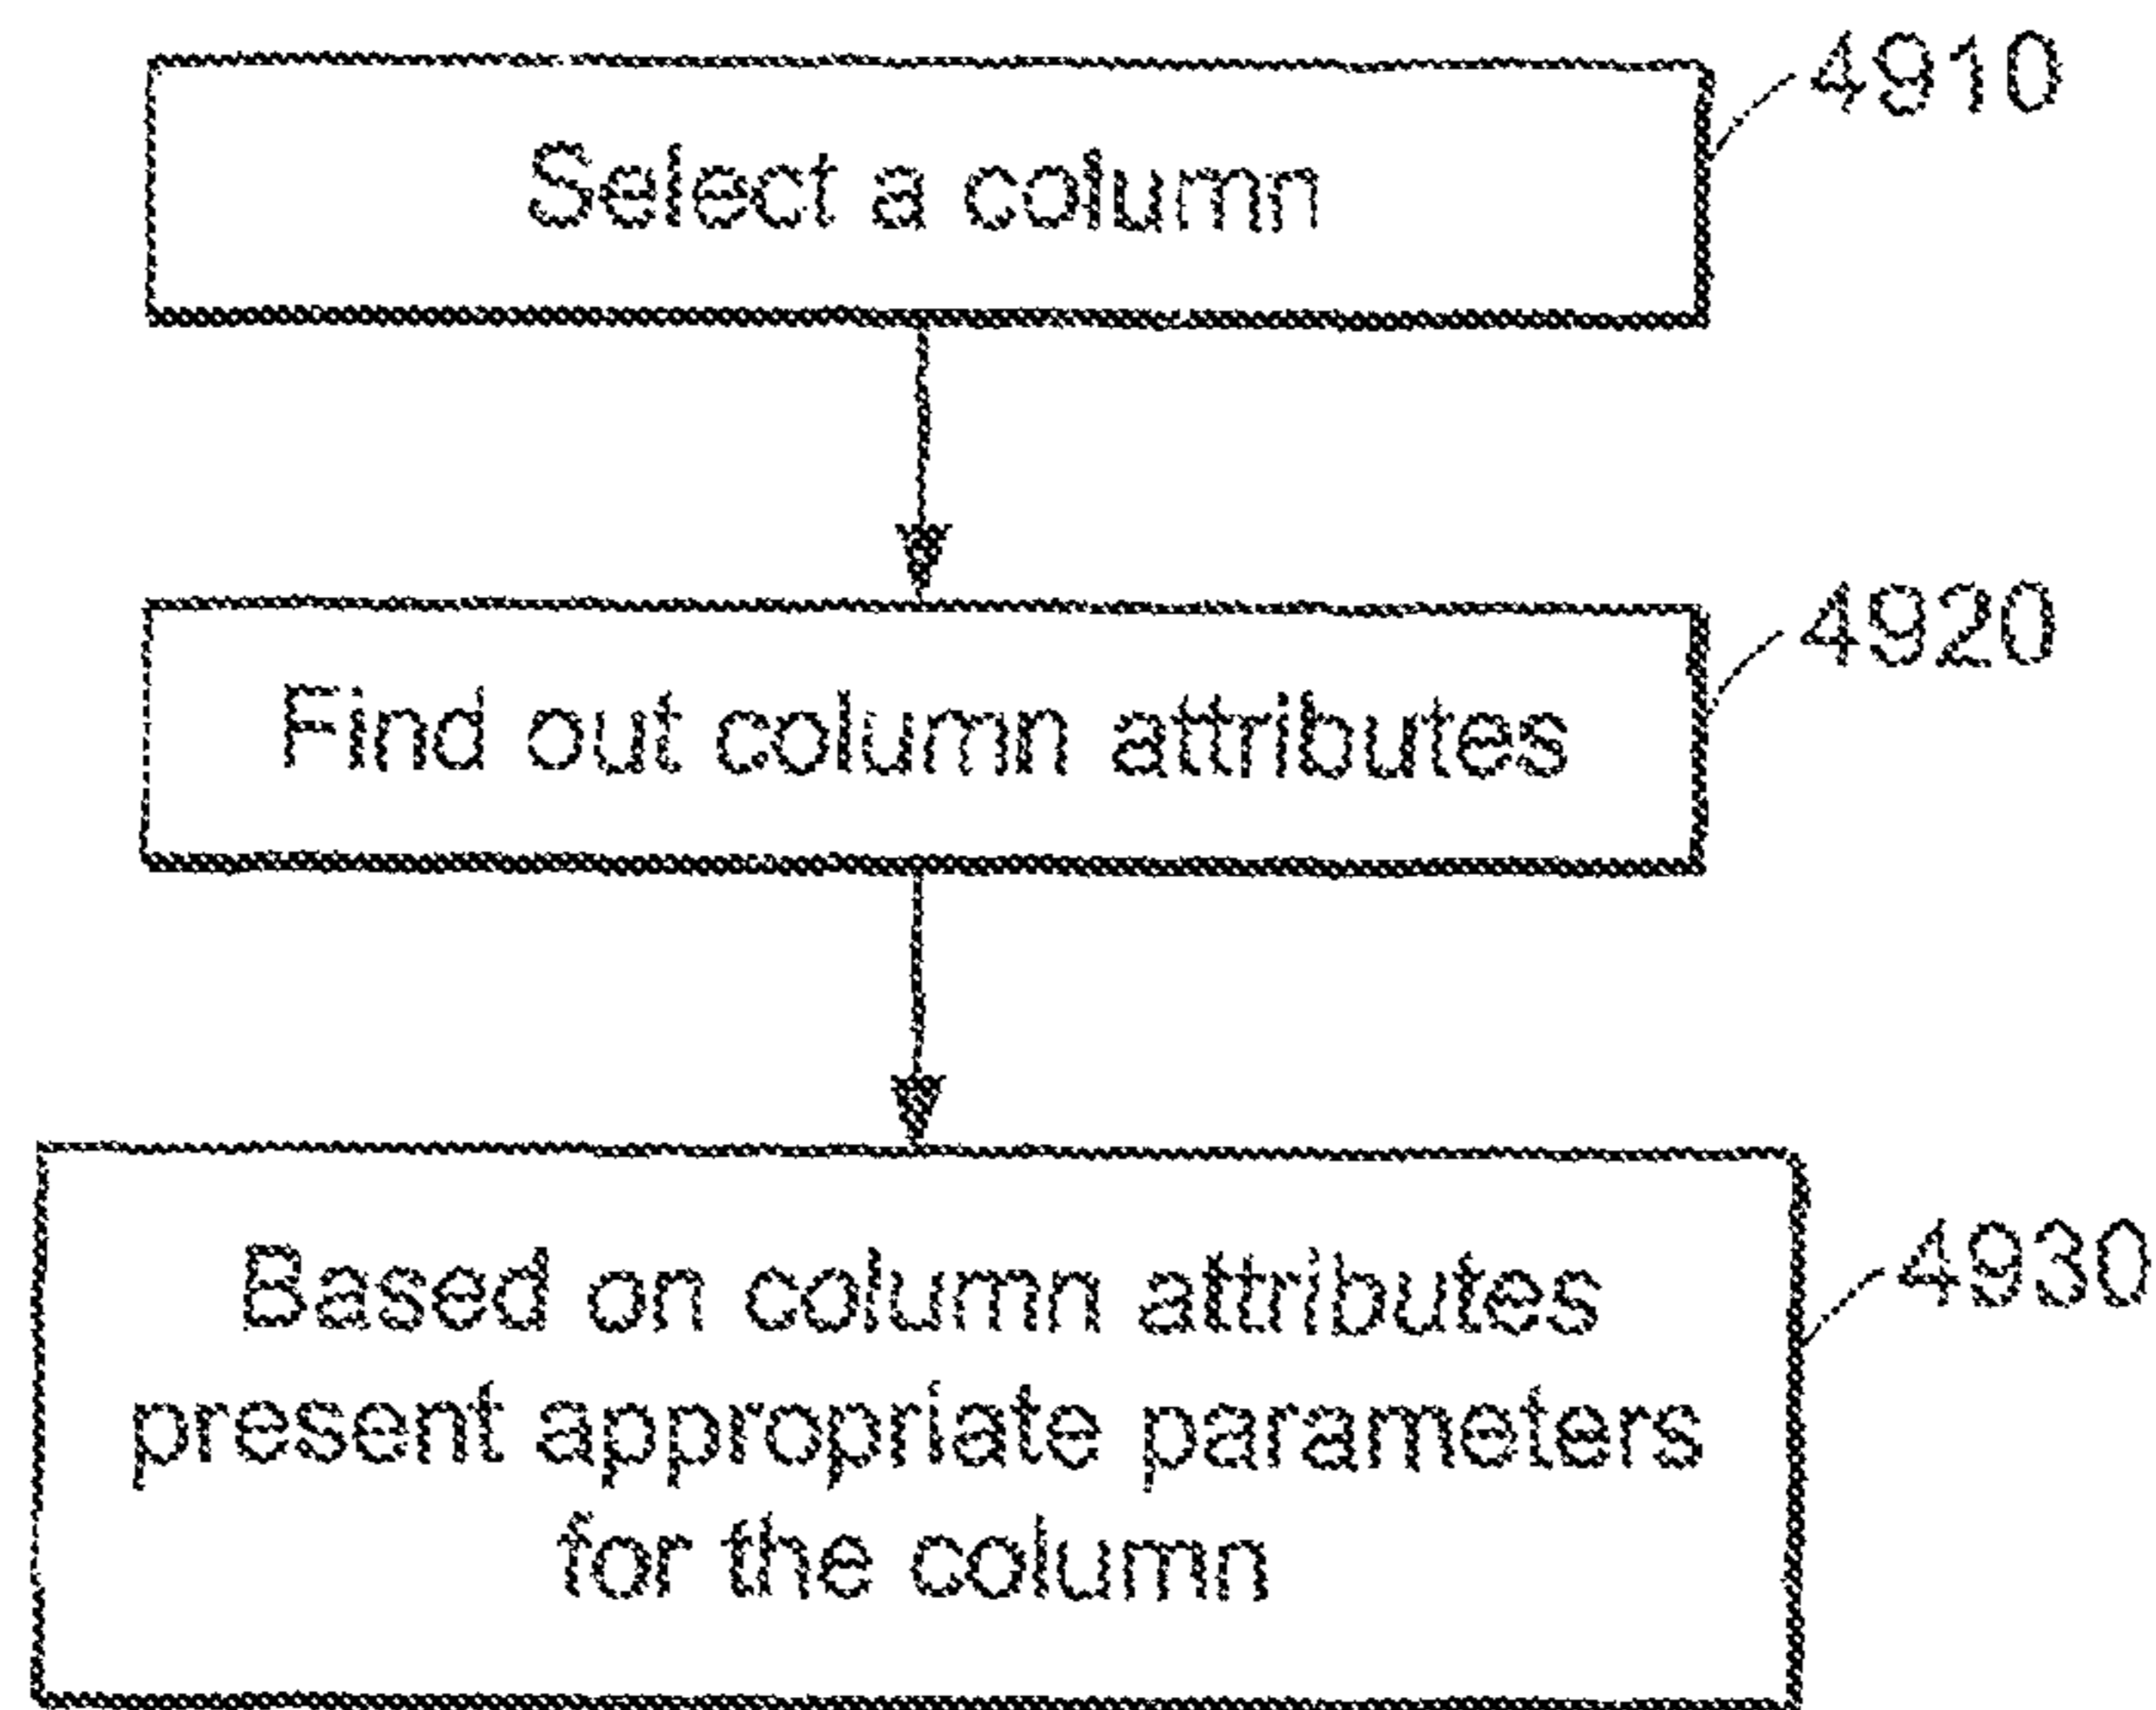 4910
Select a column
4920
Find out column attributes
4930
Based on column attributes
present appropriate parameters
for the column